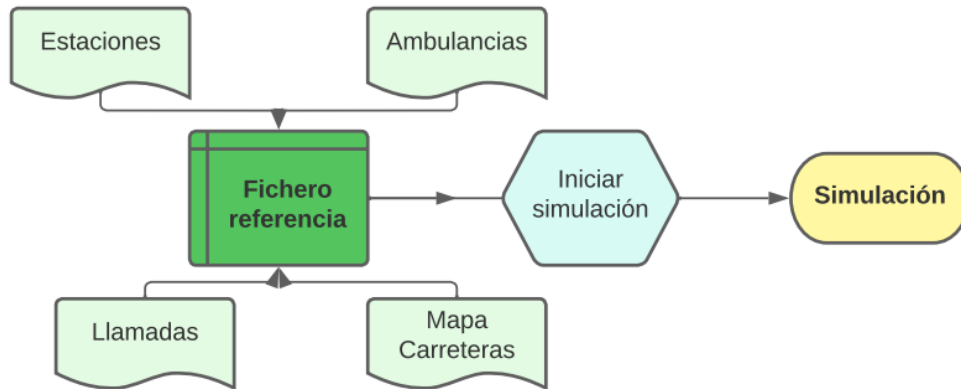 Estaciones
Ambulancias
Fichero
referencia
Iniciar
simulación
Simulación
Llamadas
Mapa
Carreteras